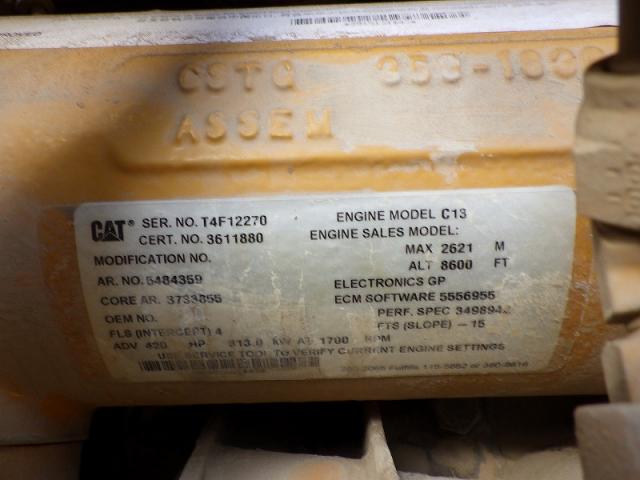 CSTG 353-163
ASSEM
CAT® SER. NO. T4F12270
CERT. NO. 3611880
MODIFICATION NO.
AR. NO. 5484359
CORE AR. 3733855
OEM NO.
FLS (INTERCEPT) 4
ADV 420 HP 313.0 kW AT 1700 RPM
ENGINE MODEL C13
ENGINE SALES MODEL:
MAX 2621 M
ALT 8600 FT
ELECTRONICS GP
ECM SOFTWARE 5556955
PERF. SPEC 349894
FTS (SLOPE) -15
USE SERVICE TOOL TO VERIFY CURRENT ENGINE SETTINGS